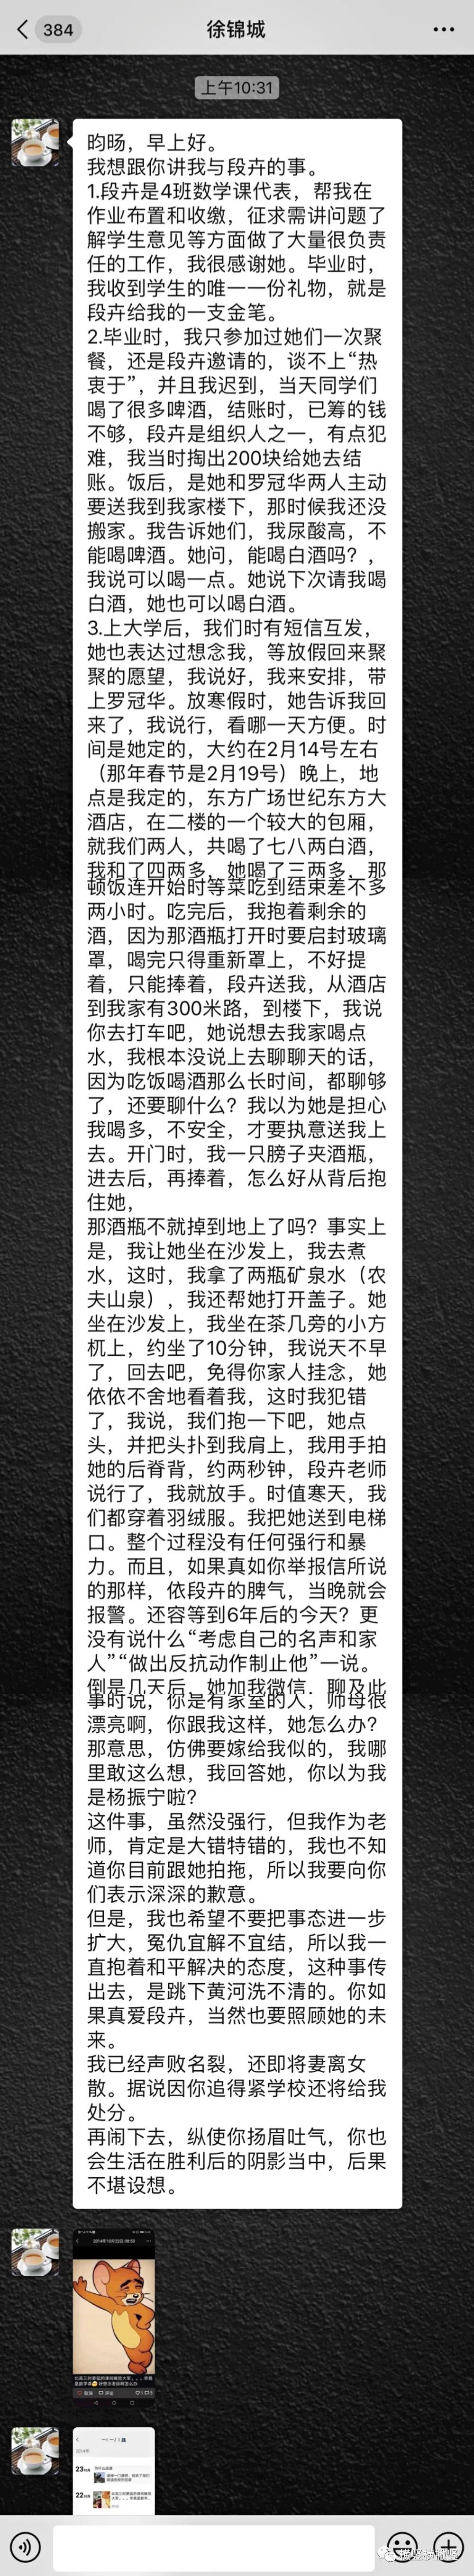 384
徐锦城
上午10:31
昀旸，早上好。
我想跟你讲我与段卉的事。
1.段卉是4班数学课代表，帮我在
作业布置和收缴，征求需讲问题了
解学生意见等方面做了大量很负责
任的工作，我很感谢她。毕业时，
我收到学生的唯一一份礼物，就是
段卉给我的一支金笔。
2.毕业时，我只参加过她们一次聚
餐，还是段卉邀请的，谈不上“热
衷于”，并且我迟到，当天同学们
喝了很多啤酒，结账时，已筹的钱
不够，段卉是组织人之一，有点犯
难，我当时掏出200块给她去结
账。饭后，是她和罗冠华两人主动
要送我到我家楼下，那时候我还没
搬家。我告诉她们，我尿酸高，不
能喝啤酒。她问，能喝白酒吗？，
我说可以喝一点。她说下次请我喝
白酒，她也可以喝白酒。
3.上大学后，我们时有短信互发，
她也表达过想念我，等放假回来聚
聚的愿望，我说好，我来安排，带
上罗冠华。放寒假时，她告诉我回
来了，我说行，看哪一天方便。时
间是她定的，大约在2月14号左右
（那年春节是2月19号）晚上，地
点是我定的，东方广场世纪东方大
酒店，在二楼的一个较大的包厢，
就我们两人，共喝了七八两白酒，
我和了四两多，她喝了三两多，那
顿饭连开始时等菜吃到结束差不多
两小时。吃完后，我抱着剩余的
酒，因为那酒瓶打开时要启封玻璃
罩，喝完只得重新罩上，不好提
着，只能捧着，段卉送我，从酒店
到我家有300米路，到楼下，我说
你去打车吧，她说想去我家喝点
水，我根本没说上去聊聊天的话，
因为吃饭喝酒那么长时间，都聊够
了，还要聊什么？我以为她是担心
我喝多，不安全，才要执意送我上
去。开门时，我一只膀子夹酒瓶，
进去后，再捧着，怎么好从背后抱
住她，
那酒瓶不就掉到地上了吗？事实上
是，我让她坐在沙发上，我去煮
水，这时，我拿了两瓶矿泉水（农
夫山泉），我还帮她打开盖子。她
坐在沙发上，我坐在茶几旁的小方
杌上，约坐了10分钟，我说天不早
了，回去吧，免得你家人挂念，她
依依不舍地看着我，这时我犯错
了，我说，我们抱一下吧，她点
头，并把头扑到我肩上，我用手拍
她的后脊背，约两秒钟，段卉老师
说行了，我就放手。时值寒天，我
们都穿着羽绒服。我把她送到电梯
口。整个过程没有任何强行和暴
力。而且，如果真如你举报信所说
的那样，依段卉的脾气，当晚就会
报警。还容等到6年后的今天？更
没有说什么“考虑自己的名声和家
人”“做出反抗动作制止他”一说。
倒是几天后，她加我微信，聊及此
事时说，你是有家室的人，师母很
漂亮啊，你跟我这样，她怎么办？
那意思，仿佛要嫁给我似的，我哪
里敢这么想，我回答她，你以为我
是杨振宁啦？
这件事，虽然没强行，但我作为老
师，肯定是大错特错的，我也不知
道你目前跟她拍拖，所以我要向你
们表示深深的歉意。
但是，我也希望不要把事态进一步
扩大，冤仇宜解不宜结，所以我一
直抱着和平解决的态度，这种事传
出去，是跳下黄河洗不清的。你如
果真爱段卉，当然也要照顾她的未
来。
我已经声败名裂，还即将妻离女
散。据说因你追得紧学校还将给我
处分。
再闹下去，纵使你扬眉吐气，你也
会生活在胜利后的阴影当中，后果
不堪设想。